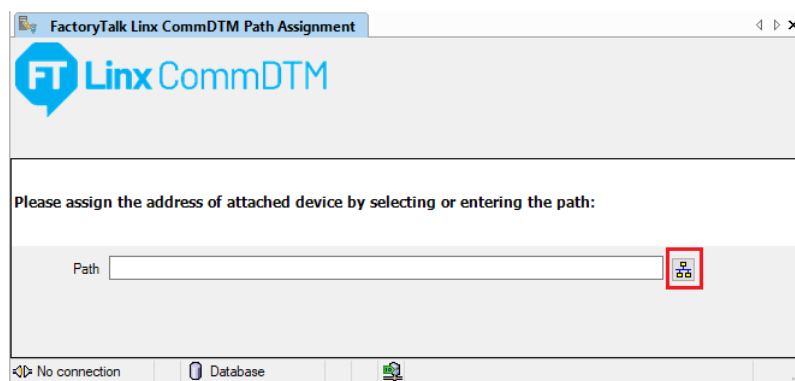 FactoryTalk Linx CommDTM Path Assignment
FT Linx CommDTM
Please assign the address of attached device by selecting or entering the path:
Path
No connection Database